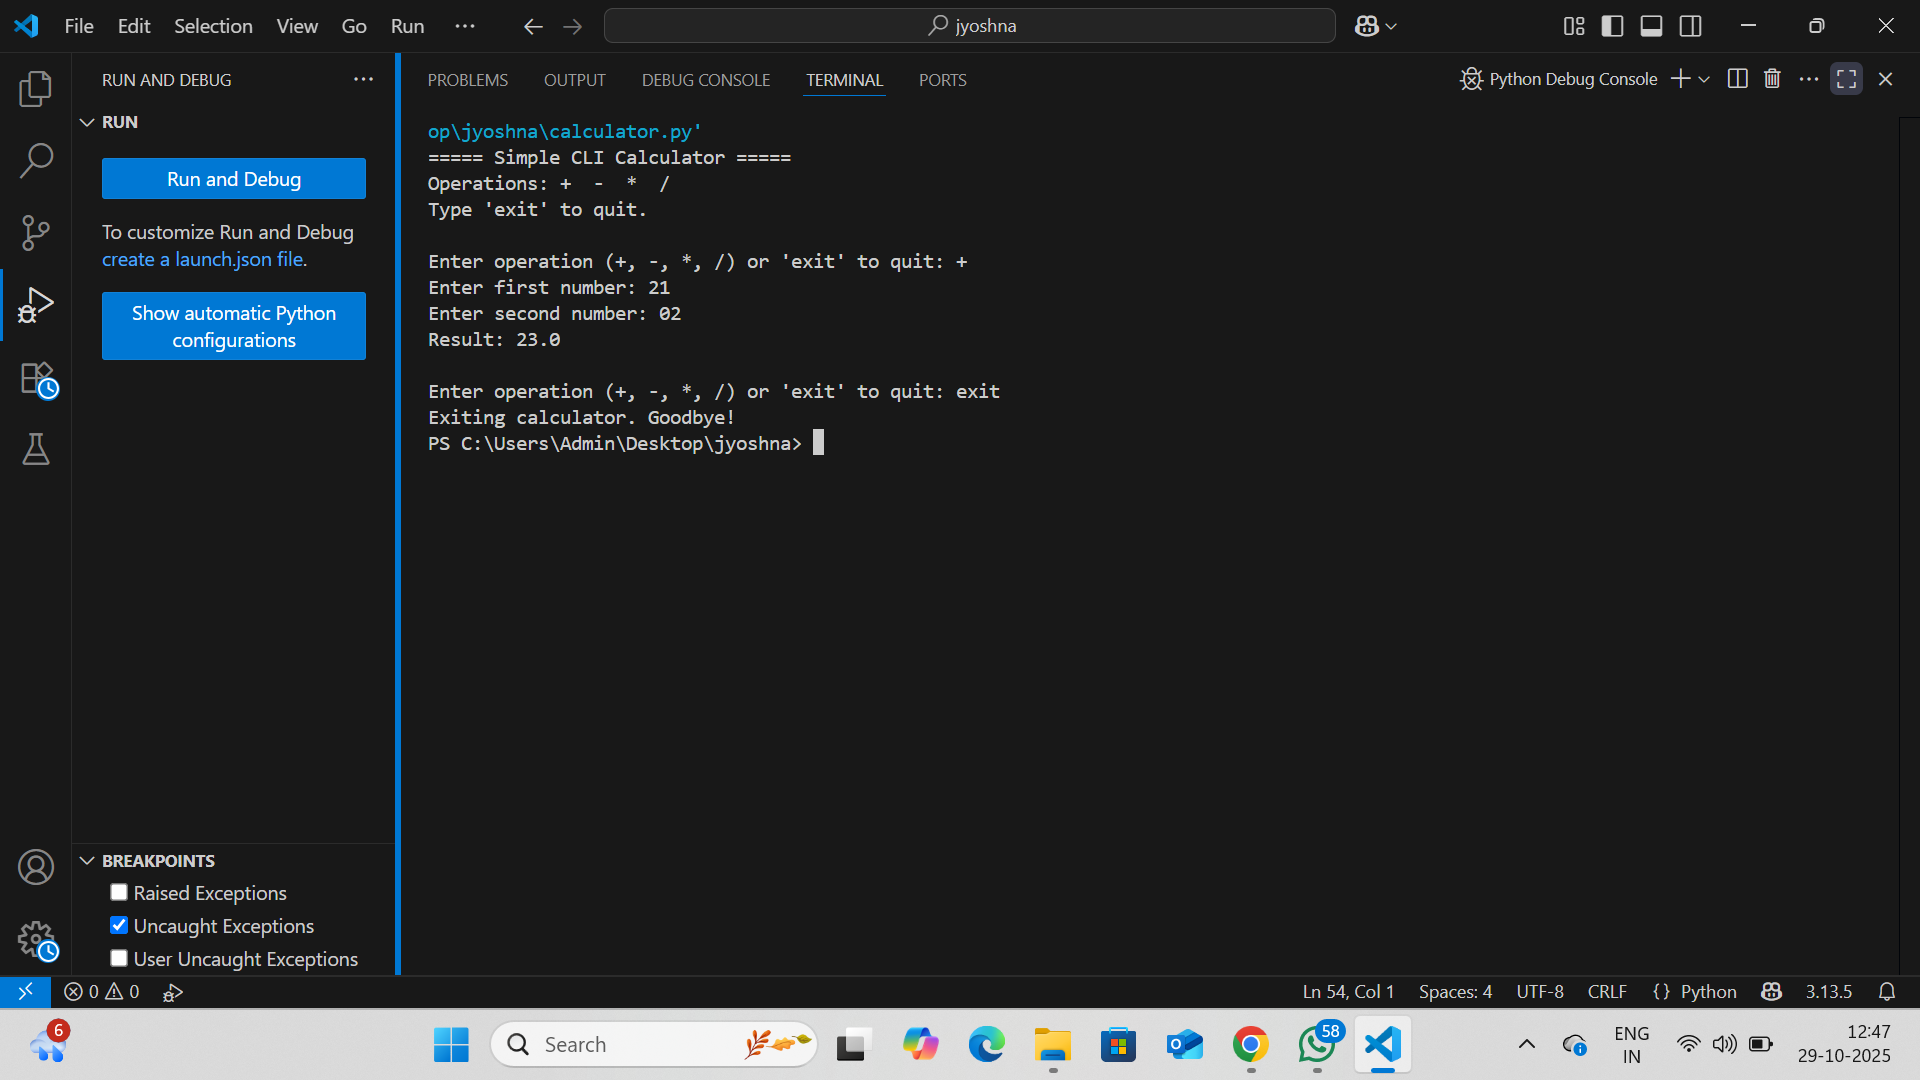 File Edit Selection View Go Run ··· jyoshna
RUN AND DEBUG ···
RUN
Run and Debug
To customize Run and Debug
create a launch.json file.
Show automatic Python
configurations
BREAKPOINTS
Raised Exceptions
Uncaught Exceptions
User Uncaught Exceptions
PROBLEMS OUTPUT DEBUG CONSOLE TERMINAL PORTS
Python Debug Console
op\jyoshna\calculator.py'
===== Simple CLI Calculator =====
Operations: +  -  *  /
Type 'exit' to quit.
Enter operation (+, -, *, /) or 'exit' to quit: +
Enter first number: 21
Enter second number: 02
Result: 23.0
Enter operation (+, -, *, /) or 'exit' to quit: exit
Exiting calculator. Goodbye!
PS C:\Users\Admin\Desktop\jyoshna>
0 0
Ln 54, Col 1 Spaces: 4 UTF-8 CRLF {} Python 3.13.5
6
Search
58
ENG
IN
12:47
29-10-2025